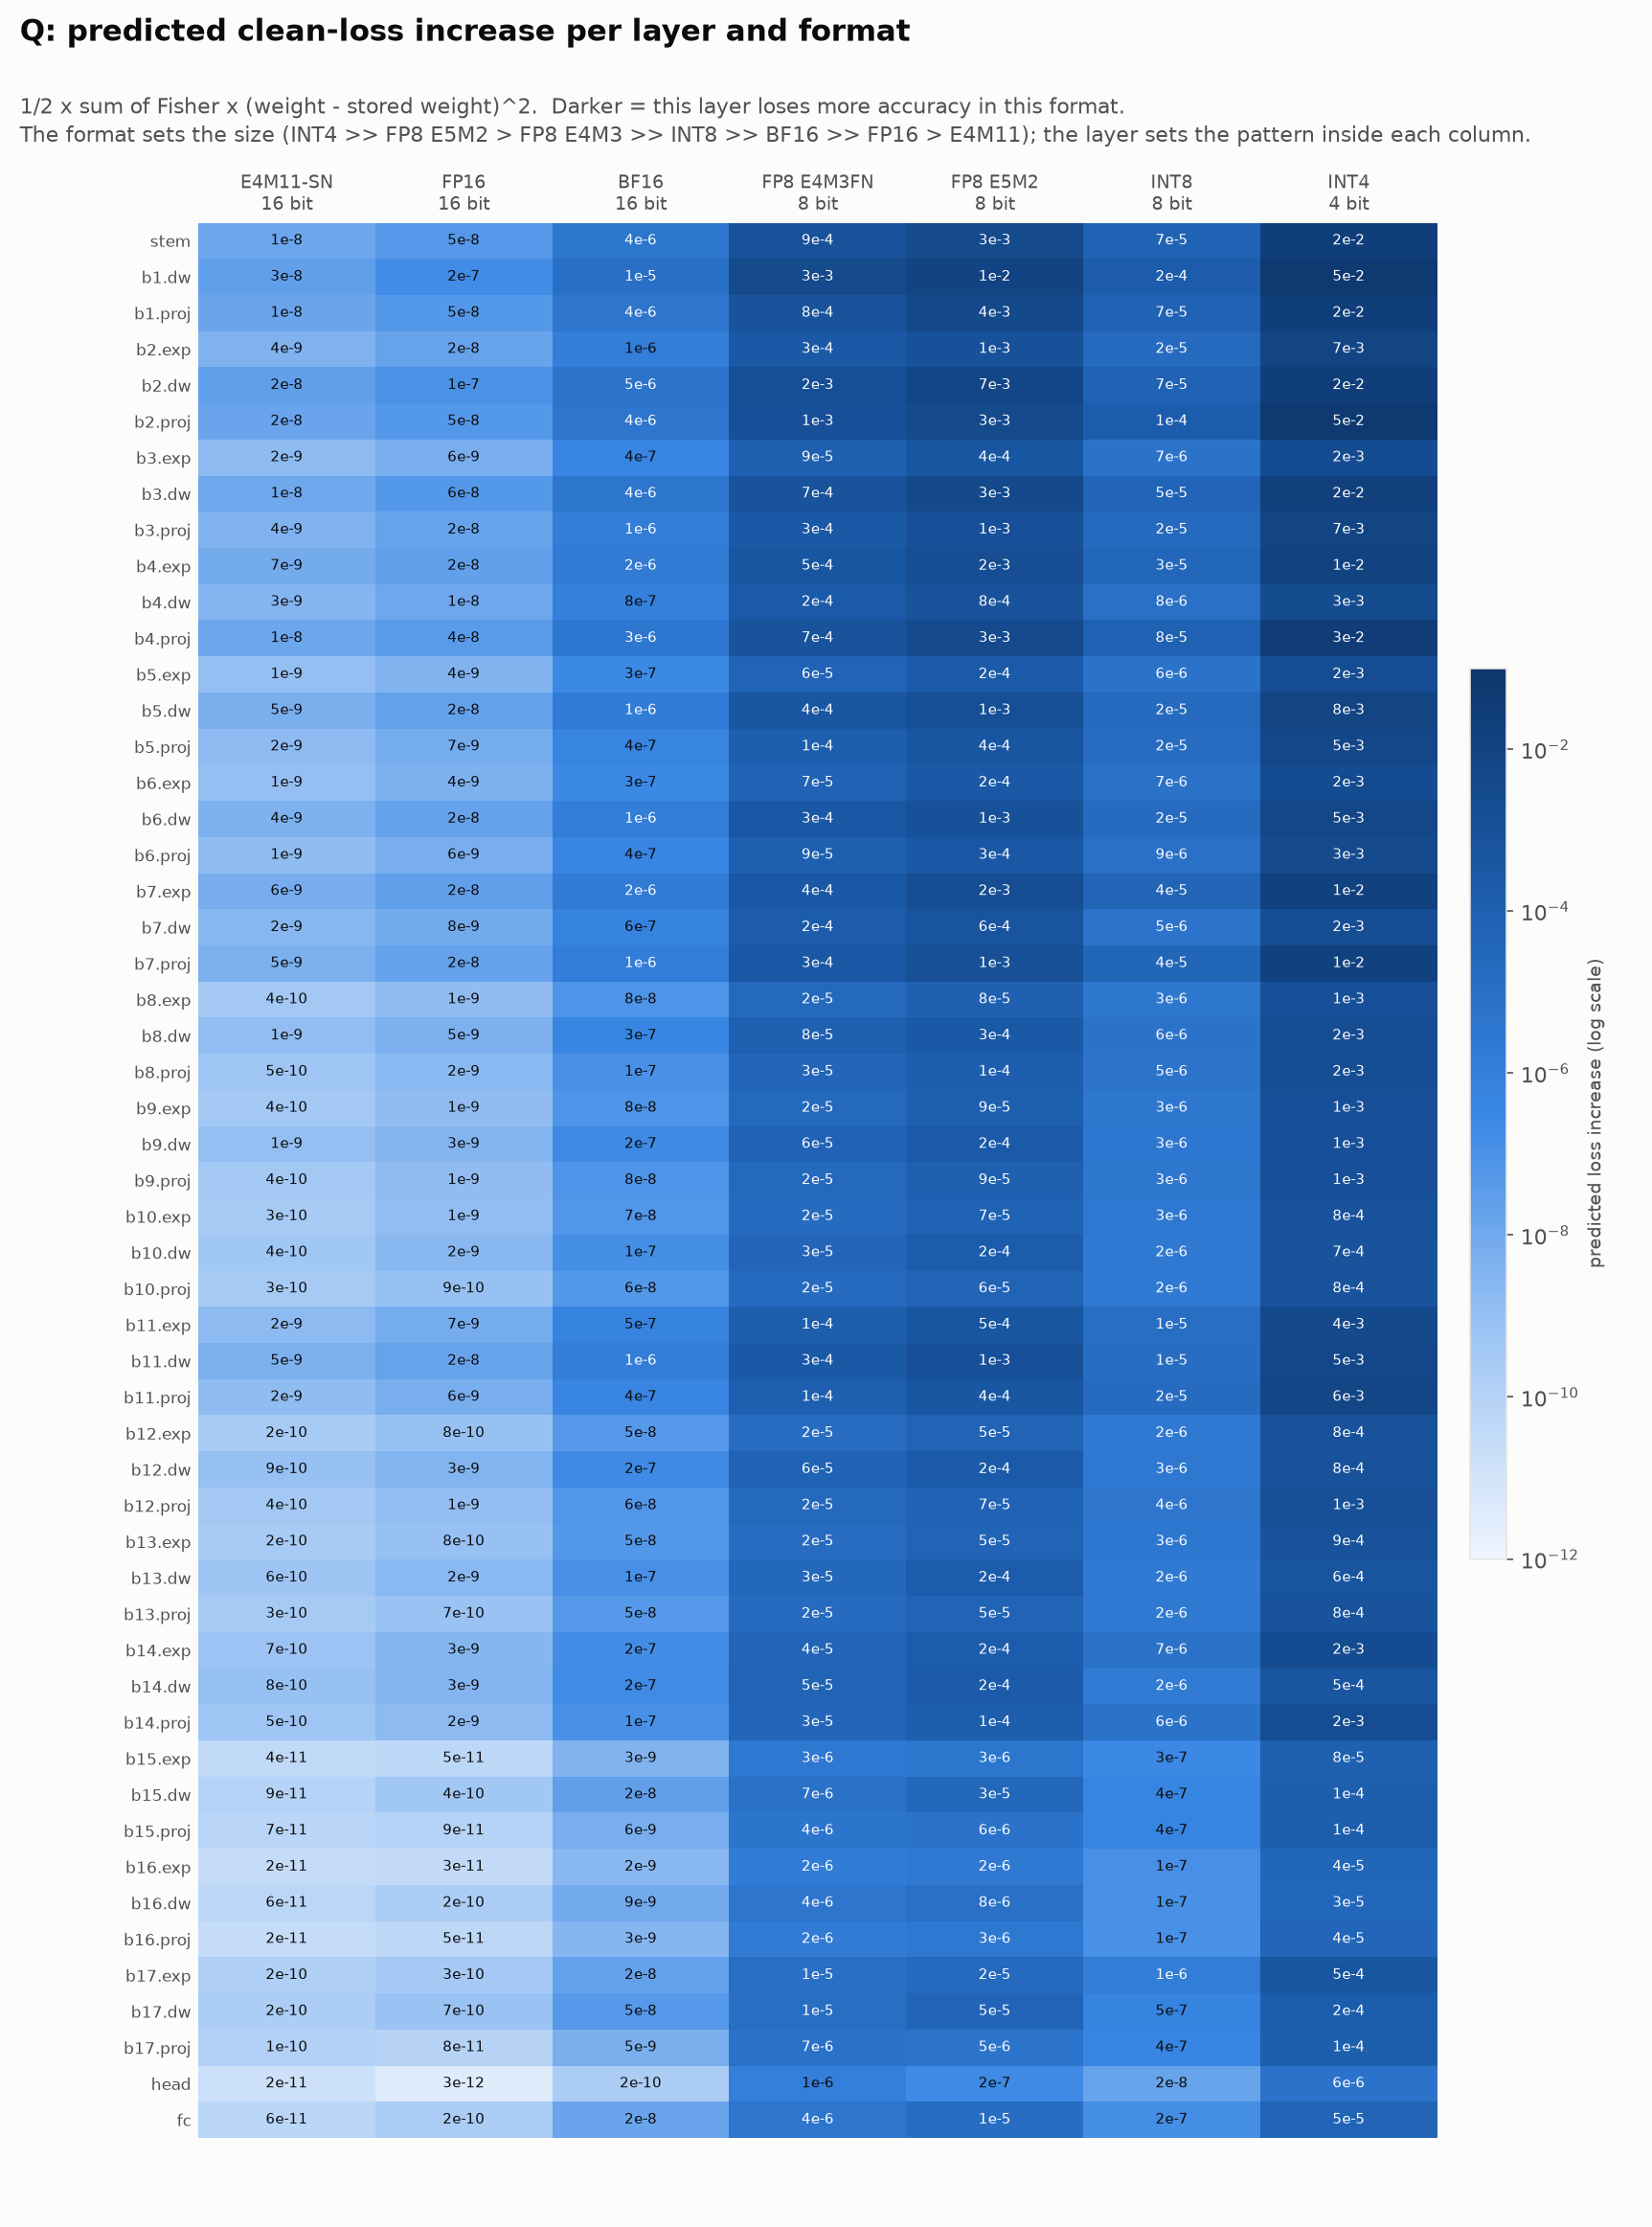 Q: predicted clean-loss increase per layer and format
1/2 x sum of Fisher x (weight - stored weight)^2.  Darker = this layer loses more accuracy in this format.
The format sets the size (INT4 >> FP8 E5M2 > FP8 E4M3 >> INT8 >> BF16 >> FP16 > E4M11); the layer sets the pattern inside each column.
E4M11-SN FP16 BF16 FP8 E4M3FN FP8 E5M2 INT8 INT4
16 bit 16 bit 16 bit 8 bit 8 bit 8 bit 4 bit
stem 1e-8 5e-8 4e-6 9e-4 3e-3 7e-5 2e-2
b1.dw 3e-8 2e-7 1e-5 3e-3 1e-2 2e-4 5e-2
b1.proj 1e-8 5e-8 4e-6 8e-4 4e-3 7e-5 2e-2
b2.exp 4e-9 2e-8 1e-6 3e-4 1e-3 2e-5 7e-3
b2.dw 2e-8 1e-7 5e-6 2e-3 7e-3 7e-5 2e-2
b2.proj 2e-8 5e-8 4e-6 1e-3 3e-3 1e-4 5e-2
b3.exp 2e-9 6e-9 4e-7 9e-5 4e-4 7e-6 2e-3
b3.dw 1e-8 6e-8 4e-6 7e-4 3e-3 5e-5 2e-2
b3.proj 4e-9 2e-8 1e-6 3e-4 1e-3 2e-5 7e-3
b4.exp 7e-9 2e-8 2e-6 5e-4 2e-3 3e-5 1e-2
b4.dw 3e-9 1e-8 8e-7 2e-4 8e-4 8e-6 3e-3
b4.proj 1e-8 4e-8 3e-6 7e-4 3e-3 8e-5 3e-2
b5.exp 1e-9 4e-9 3e-7 6e-5 2e-4 6e-6 2e-3
b5.dw 5e-9 2e-8 1e-6 4e-4 1e-3 2e-5 8e-3
b5.proj 2e-9 7e-9 4e-7 1e-4 4e-4 2e-5 5e-3
b6.exp 1e-9 4e-9 3e-7 7e-5 2e-4 7e-6 2e-3
b6.dw 4e-9 2e-8 1e-6 3e-4 1e-3 2e-5 5e-3
b6.proj 1e-9 6e-9 4e-7 9e-5 3e-4 9e-6 3e-3
b7.exp 6e-9 2e-8 2e-6 4e-4 2e-3 4e-5 1e-2
b7.dw 2e-9 8e-9 6e-7 2e-4 6e-4 5e-6 2e-3
b7.proj 5e-9 2e-8 1e-6 3e-4 1e-3 4e-5 1e-2
b8.exp 4e-10 1e-9 8e-8 2e-5 8e-5 3e-6 1e-3
b8.dw 1e-9 5e-9 3e-7 8e-5 3e-4 6e-6 2e-3
b8.proj 5e-10 2e-9 1e-7 3e-5 1e-4 5e-6 2e-3
b9.exp 4e-10 1e-9 8e-8 2e-5 9e-5 3e-6 1e-3
b9.dw 1e-9 3e-9 2e-7 6e-5 2e-4 3e-6 1e-3
b9.proj 4e-10 1e-9 8e-8 2e-5 9e-5 3e-6 1e-3
b10.exp 3e-10 1e-9 7e-8 2e-5 7e-5 3e-6 8e-4
b10.dw 4e-10 2e-9 1e-7 3e-5 2e-4 2e-6 7e-4
b10.proj 3e-10 9e-10 6e-8 2e-5 6e-5 2e-6 8e-4
b11.exp 2e-9 7e-9 5e-7 1e-4 5e-4 1e-5 4e-3
b11.dw 5e-9 2e-8 1e-6 3e-4 1e-3 1e-5 5e-3
b11.proj 2e-9 6e-9 4e-7 1e-4 4e-4 2e-5 6e-3
b12.exp 2e-10 8e-10 5e-8 2e-5 5e-5 2e-6 8e-4
b12.dw 9e-10 3e-9 2e-7 6e-5 2e-4 3e-6 8e-4
b12.proj 4e-10 1e-9 6e-8 2e-5 7e-5 4e-6 1e-3
b13.exp 2e-10 8e-10 5e-8 2e-5 5e-5 3e-6 9e-4
b13.dw 6e-10 2e-9 1e-7 3e-5 2e-4 2e-6 6e-4
b13.proj 3e-10 7e-10 5e-8 2e-5 5e-5 2e-6 8e-4
b14.exp 7e-10 3e-9 2e-7 4e-5 2e-4 7e-6 2e-3
b14.dw 8e-10 3e-9 2e-7 5e-5 2e-4 2e-6 5e-4
b14.proj 5e-10 2e-9 1e-7 3e-5 1e-4 6e-6 2e-3
b15.exp 4e-11 5e-11 3e-9 3e-6 3e-6 3e-7 8e-5
b15.dw 9e-11 4e-10 2e-8 7e-6 3e-5 4e-7 1e-4
b15.proj 7e-11 9e-11 6e-9 4e-6 6e-6 4e-7 1e-4
b16.exp 2e-11 3e-11 2e-9 2e-6 2e-6 1e-7 4e-5
b16.dw 6e-11 2e-10 9e-9 4e-6 8e-6 1e-7 3e-5
b16.proj 2e-11 5e-11 3e-9 2e-6 3e-6 1e-7 4e-5
b17.exp 2e-10 3e-10 2e-8 1e-5 2e-5 1e-6 5e-4
b17.dw 2e-10 7e-10 5e-8 1e-5 5e-5 5e-7 2e-4
b17.proj 1e-10 8e-11 5e-9 7e-6 5e-6 4e-7 1e-4
head 2e-11 3e-12 2e-10 1e-6 2e-7 2e-8 6e-6
fc 6e-11 2e-10 2e-8 4e-6 1e-5 2e-7 5e-5
10⁻²
10⁻⁴
10⁻⁶
10⁻⁸
10⁻¹⁰
10⁻¹²
predicted loss increase (log scale)